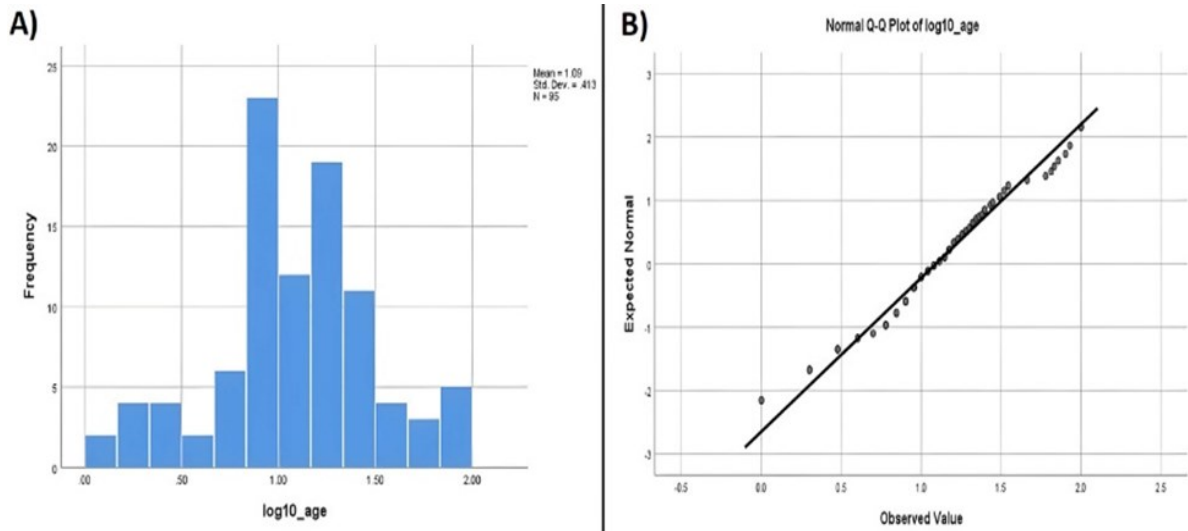 A)
Mean = 1.09
Std. Dev. = .413
N = 95
25
20
15
10
5
0
Frequency
.00 .50 1.00 1.50 2.00
log10_age
B)
Normal Q-Q Plot of log10_age
3
2
1
0
-1
-2
-3
Expected Normal
-0.5 0.0 0.5 1.0 1.5 2.0 2.5
Observed Value